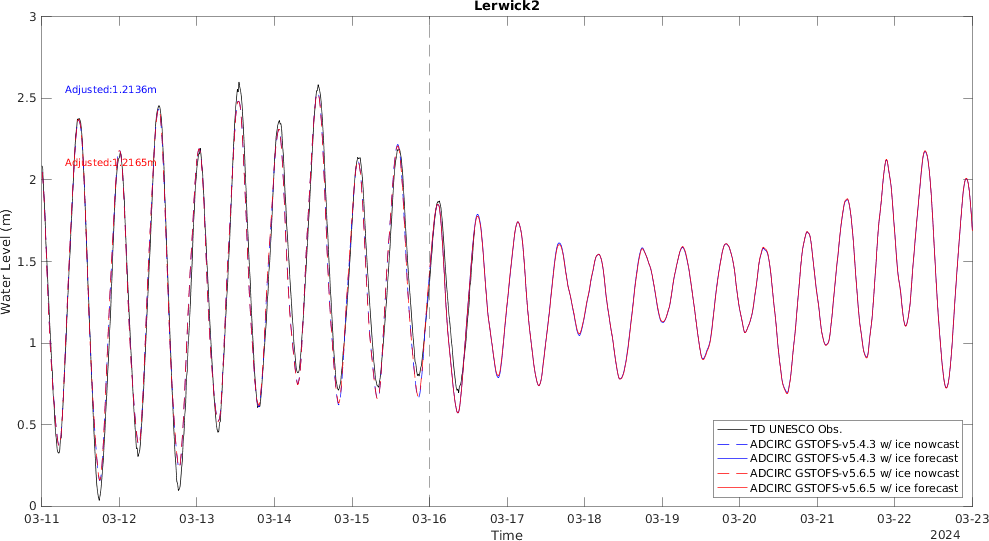 Lerwick2
3
2.5
2
1.5
1
0.5
0
Water Level (m)
Adjusted:1.2136m
Adjusted:1.2165m
TD UNESCO Obs.
ADCIRC GSTOFS-v5.4.3 w/ ice nowcast
ADCIRC GSTOFS-v5.4.3 w/ ice forecast
ADCIRC GSTOFS-v5.6.5 w/ ice nowcast
ADCIRC GSTOFS-v5.6.5 w/ ice forecast
03-11 03-12 03-13 03-14 03-15 03-16 03-17 03-18 03-19 03-20 03-21 03-22 03-23
Time
2024